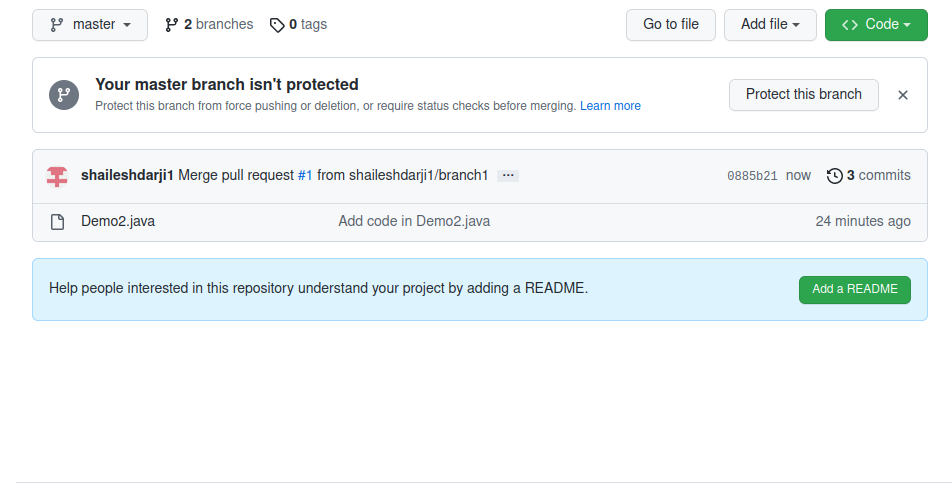 master 2 branches 0 tags Go to file Add file Code
Your master branch isn't protected
Protect this branch from force pushing or deletion, or require status checks before merging. Learn more
Protect this branch
shaileshdarji1 Merge pull request #1 from shaileshdarji1/branch1 ... 0885b21 now 3 commits
Demo2.java Add code in Demo2.java 24 minutes ago
Help people interested in this repository understand your project by adding a README. Add a README